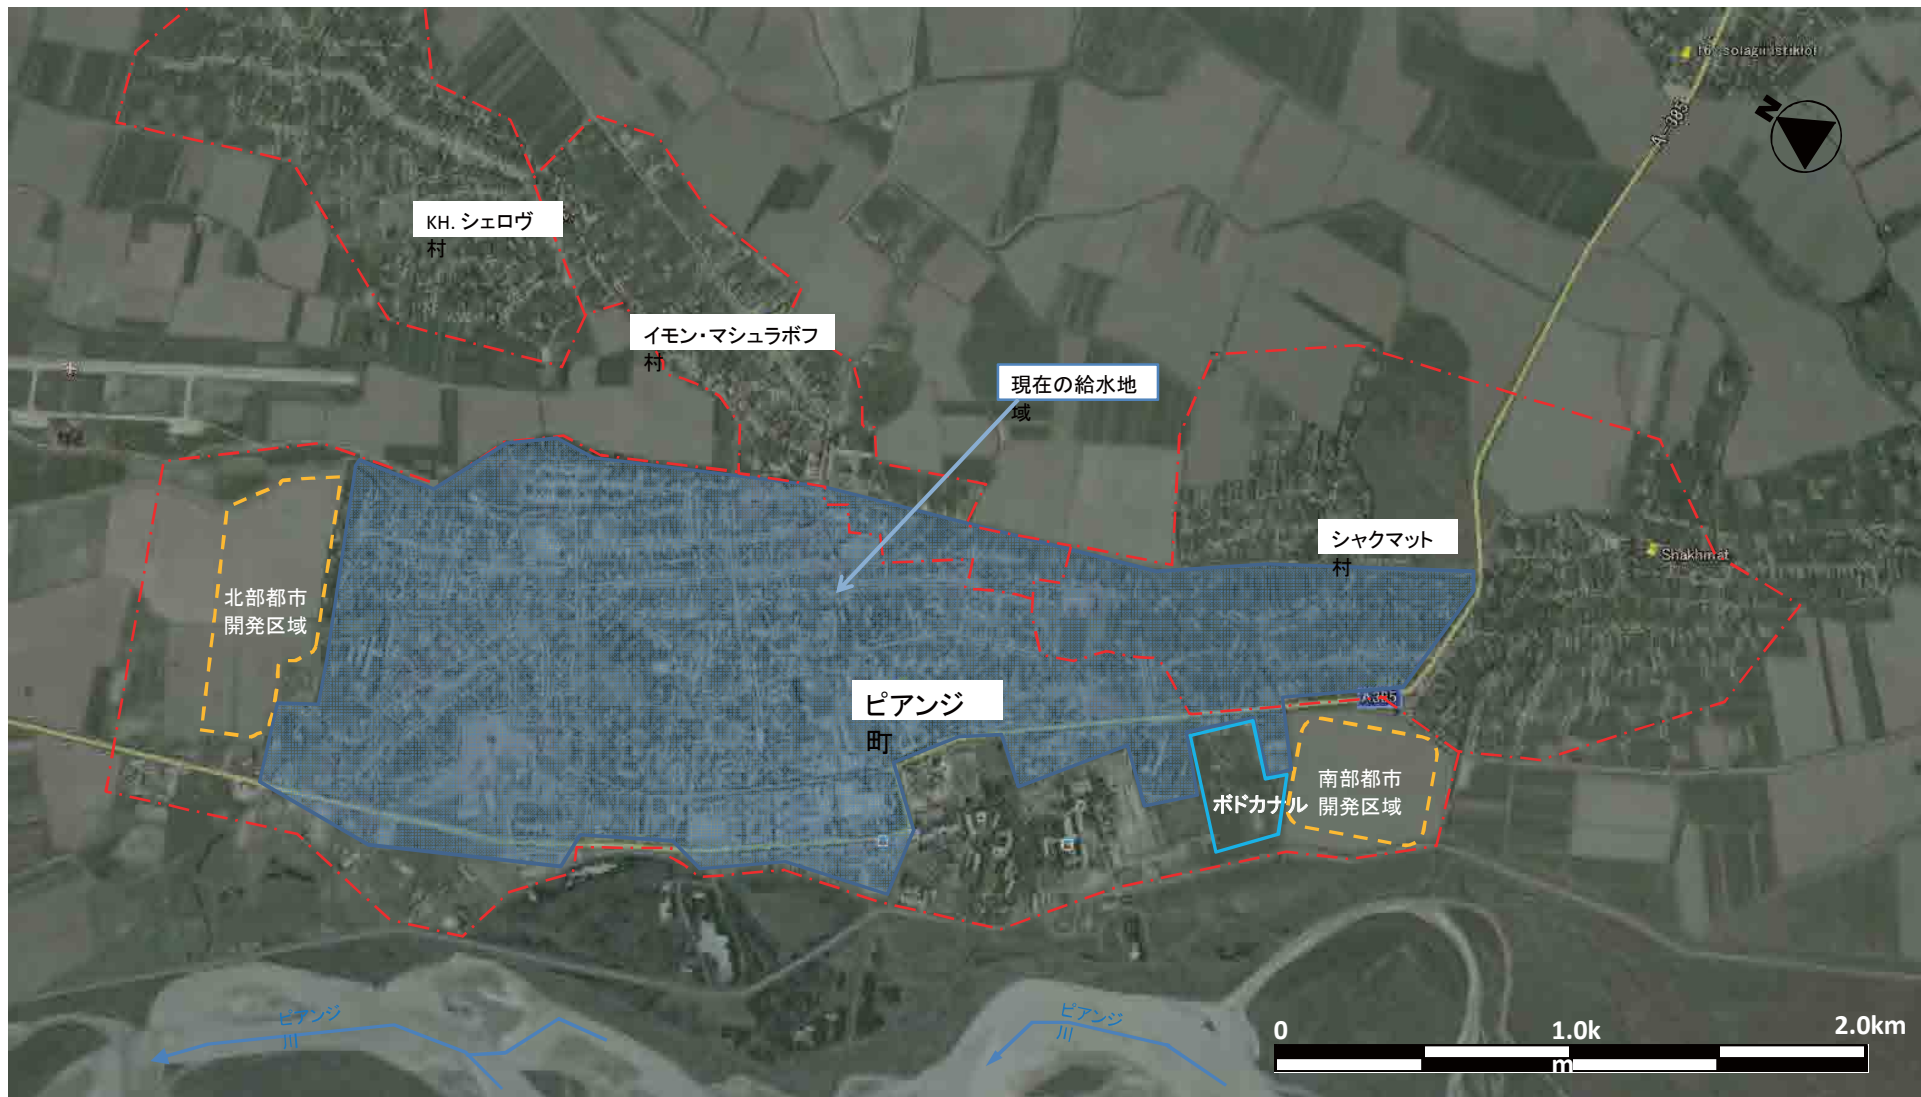 Shakhmat
A-385
N
KH. シェロヴ
村
イモン・マシュラボフ
村
現在の給水地
域
シャクマット
村
北部都市
開発区域
ピアンジ
町
A385
ボドカナル
南部都市
開発区域
ピアンジ
川
ピアンジ
川
0
1.0k
m
2.0km